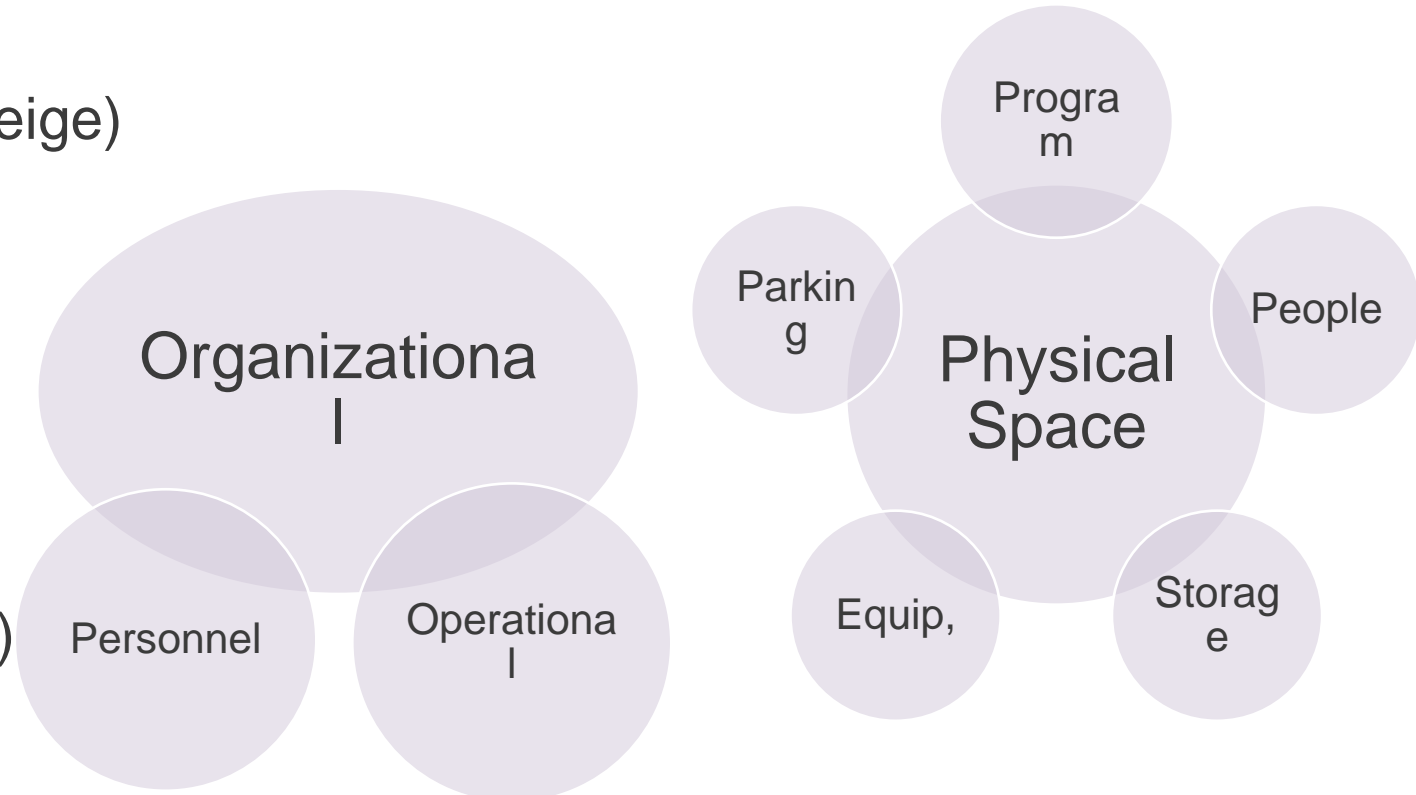 eige)
Organizationa
l
)
Personnel
Operationa
l
Progra
m
Parkin
g
People
Physical
Space
Equip,
Storag
e